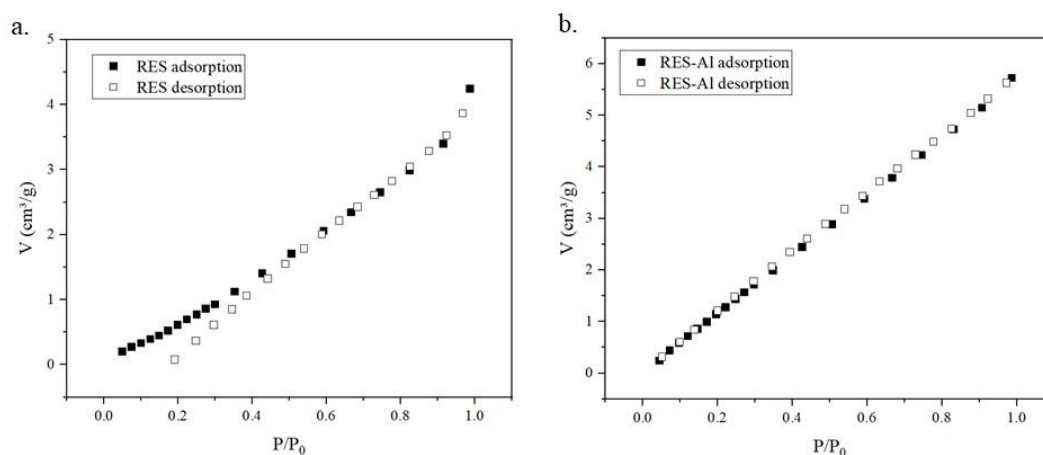 a.
RES adsorption
RES desorption
5
4
3
2
1
0
V (cm³/g)
0.0 0.2 0.4 0.6 0.8 1.0
P/P₀
b.
RES-Al adsorption
RES-Al desorption
6
5
4
3
2
1
0
V (cm³/g)
0.0 0.2 0.4 0.6 0.8 1.0
P/P₀